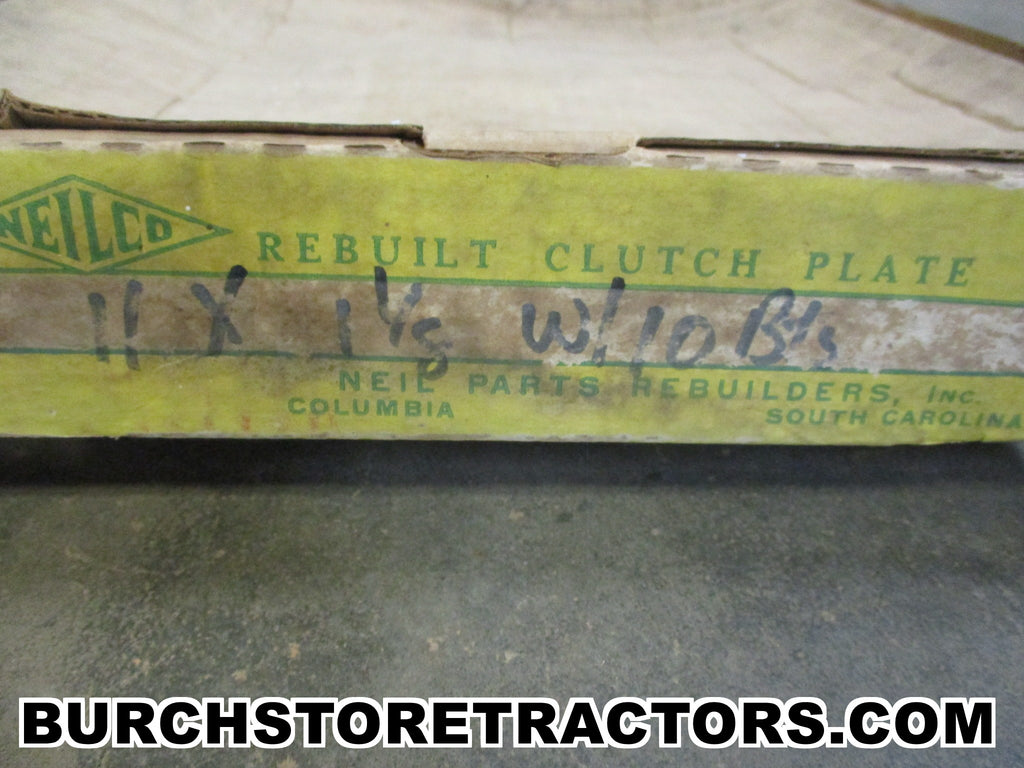 NEILCO
REBUILT CLUTCH PLATE
11 X 1 1/8 W/10
NEIL PARTS REBUILDERS, INC.
COLUMBIA SOUTH CAROLINA
BURCHSTORETRACTORS.COM